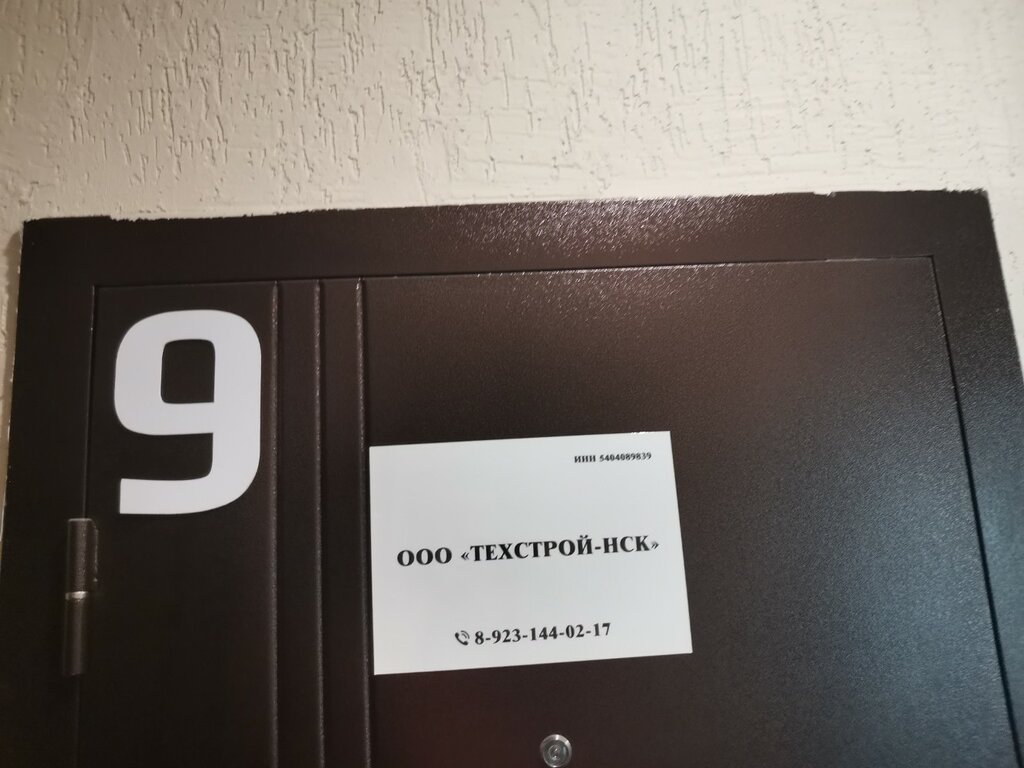 9
ИНН 5404089839
ООО «ТЕХСТРОЙ-НСК»
8-923-144-02-17